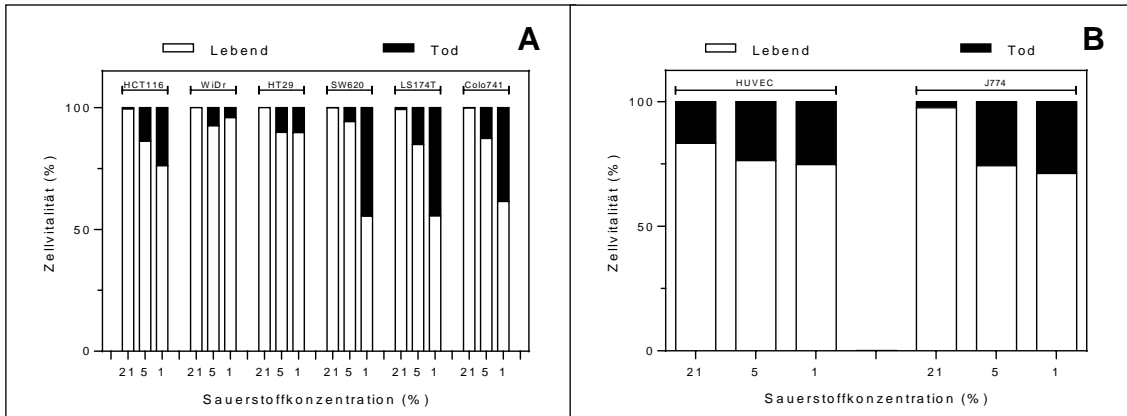 Lebend Tod A
HCT116 WiDr HT29 SW620 LS174T Colo741
100
50
0
Zellvitalität (%)
21 5 1 21 5 1 21 5 1 21 5 1 21 5 1 21 5 1
Sauerstoffkonzentration (%)
Lebend Tod B
HUVEC J774
100
50
0
Zellvitalität (%)
21 5 1 21 5 1
Sauerstoffkonzentration (%)